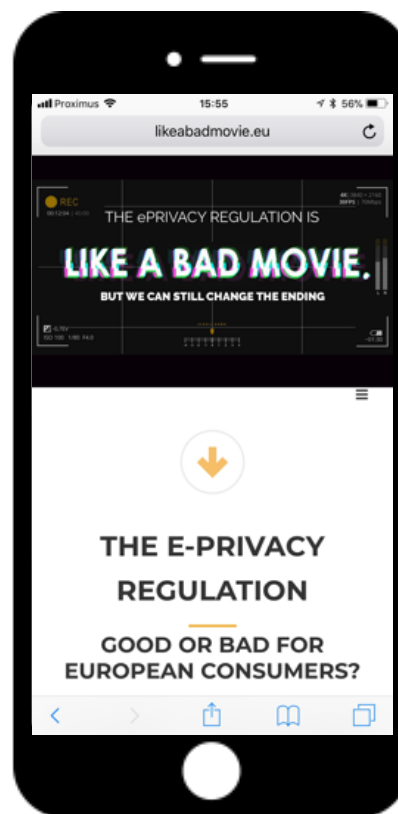 Proximus 15:55 56%
likeabadmovie.eu
REC
THE ePRIVACY REGULATION IS
LIKE A BAD MOVIE.
BUT WE CAN STILL CHANGE THE ENDING
THE E-PRIVACY
REGULATION
GOOD OR BAD FOR
EUROPEAN CONSUMERS?